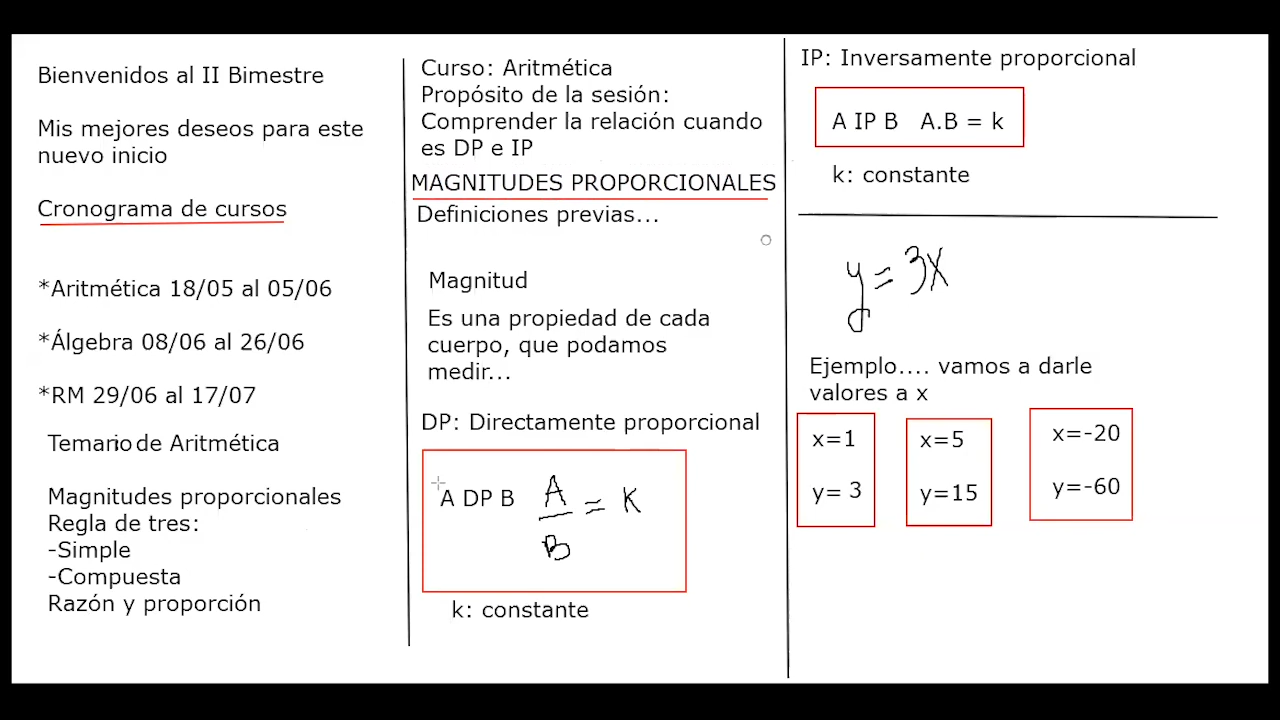 Bienvenidos al II Bimestre
Mis mejores deseos para este
nuevo inicio
Cronograma de cursos
*Aritmética 18/05 al 05/06
*Álgebra 08/06 al 26/06
*RM 29/06 al 17/07
Temario de Aritmética
Magnitudes proporcionales
Regla de tres:
-Simple
-Compuesta
Razón y proporción
Curso: Aritmética
Propósito de la sesión:
Comprender la relación cuando
es DP e IP
MAGNITUDES PROPORCIONALES
Definiciones previas...
Magnitud
Es una propiedad de cada
cuerpo, que podamos
medir...
DP: Directamente proporcional
A DP B A/B = K
k: constante
IP: Inversamente proporcional
A IP B A.B = k
k: constante
y = 3x
Ejemplo.... vamos a darle
valores a x
x=1
y= 3
x=5
y=15
x=-20
y=-60